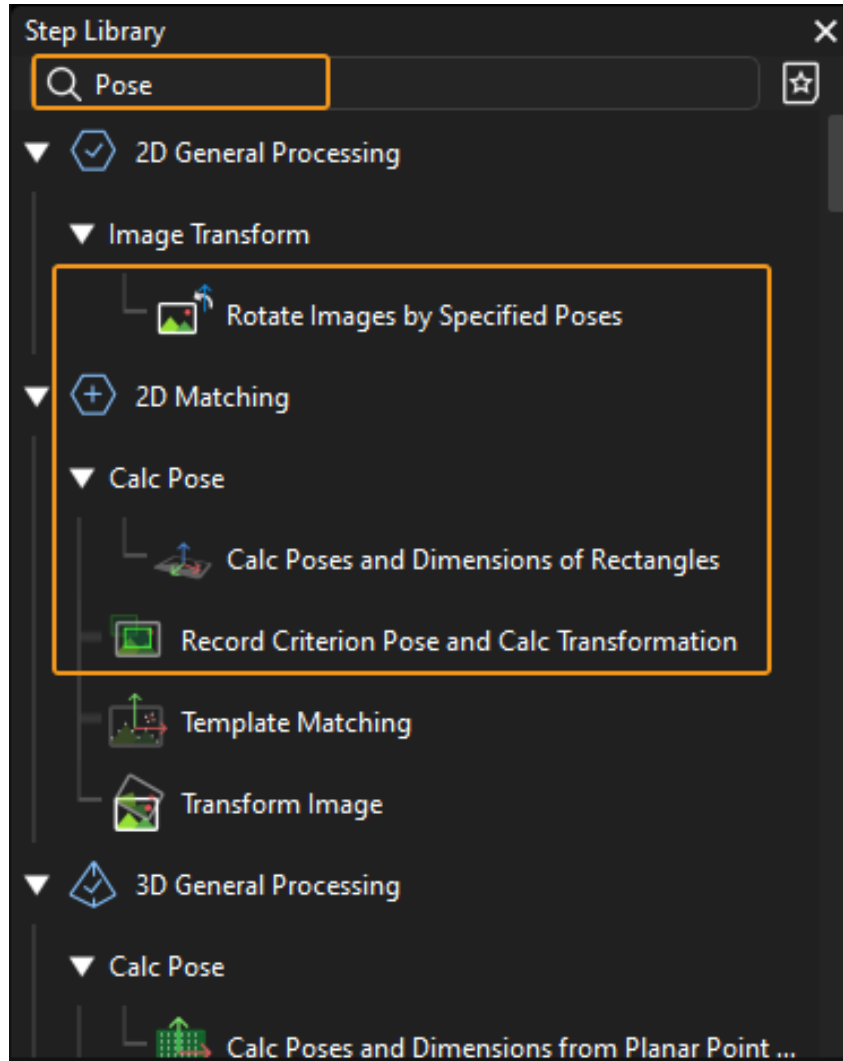 Step Library
Pose
2D General Processing
Image Transform
Rotate Images by Specified Poses
2D Matching
Calc Pose
Calc Poses and Dimensions of Rectangles
Record Criterion Pose and Calc Transformation
Template Matching
Transform Image
3D General Processing
Calc Pose
Calc Poses and Dimensions from Planar Point ...